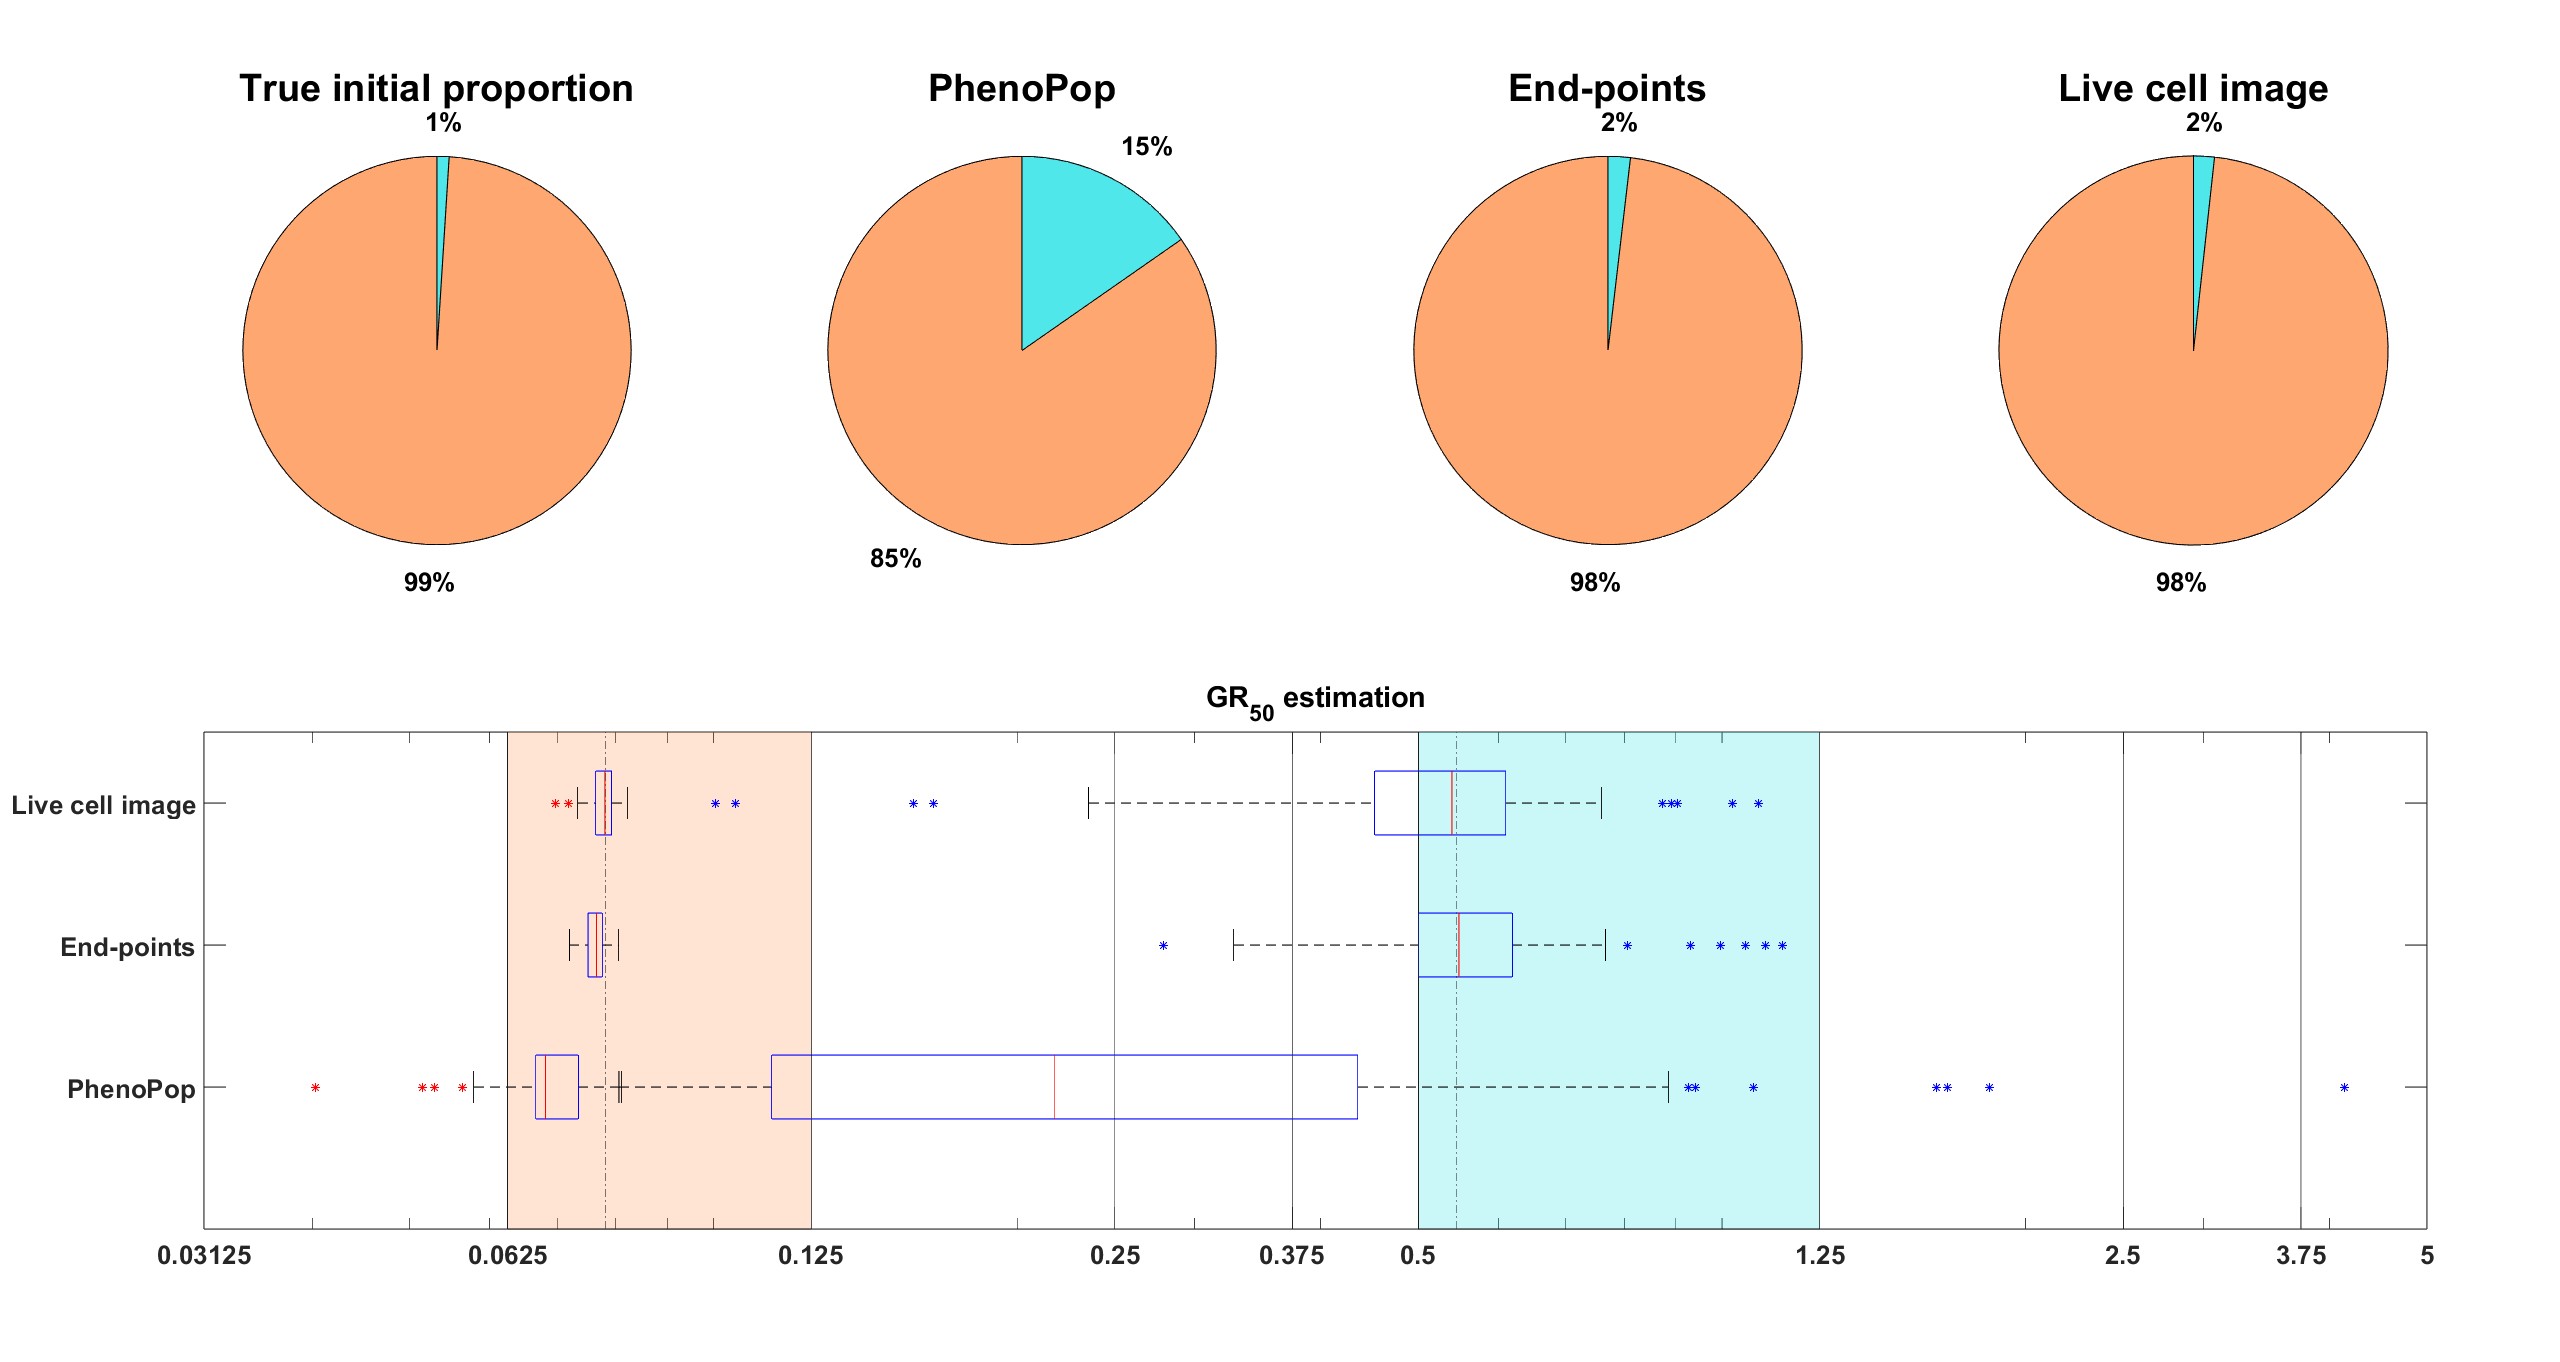 True initial proportion
PhenoPop
End-points
Live cell image
1%
15%
2%
2%
99%
85%
98%
98%
GR50 estimation
Live cell image
End-points
PhenoPop
0.03125
0.0625
0.125
0.25
0.375
0.5
1.25
2.5
3.75
5